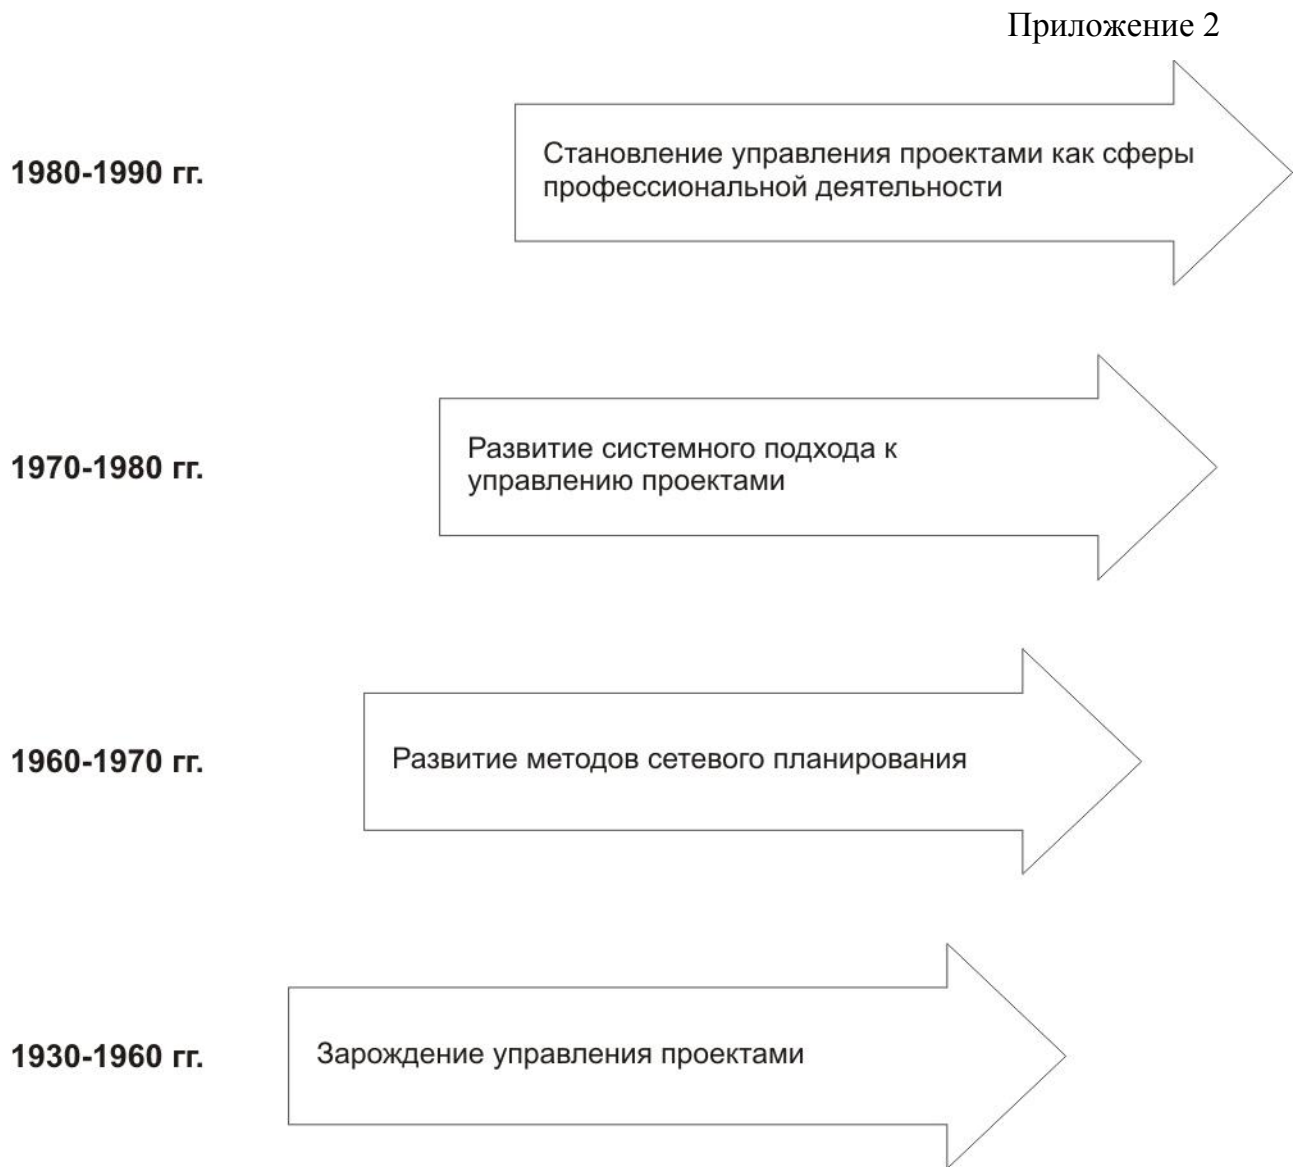 Приложение 2
1980-1990 гг.
Становление управления проектами как сферы
профессиональной деятельности
1970-1980 гг.
Развитие системного подхода к
управлению проектами
1960-1970 гг.
Развитие методов сетевого планирования
1930-1960 гг.
Зарождение управления проектами